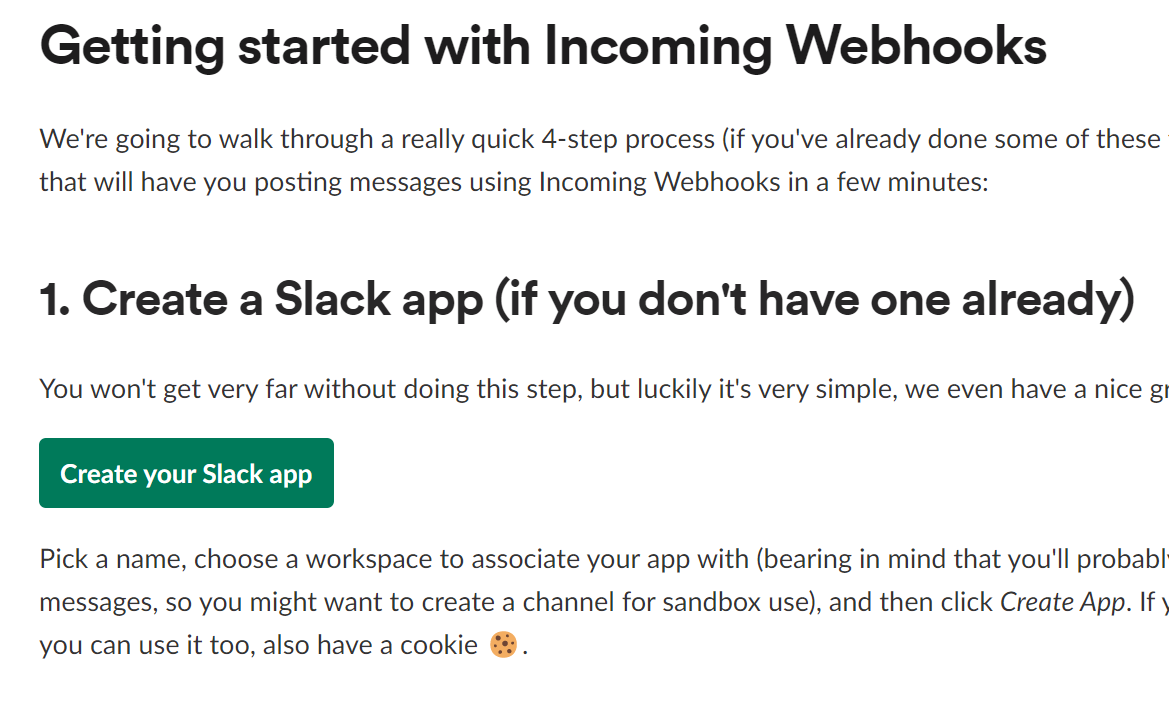 Getting started with Incoming Webhooks
We're going to walk through a really quick 4-step process (if you've already done some of these
that will have you posting messages using Incoming Webhooks in a few minutes:
1. Create a Slack app (if you don't have one already)
You won't get very far without doing this step, but luckily it's very simple, we even have a nice gr
Create your Slack app
Pick a name, choose a workspace to associate your app with (bearing in mind that you'll probably
messages, so you might want to create a channel for sandbox use), and then click Create App. If y
you can use it too, also have a cookie 🍪.